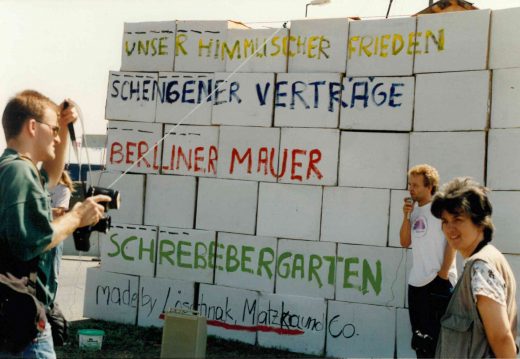 UNSER HIMMLISCHER FRIEDEN
SCHENGENER VERTRÄGE
BERLINER MAUER
SCHREBERGARTEN
made by Löschnak, Matzka und Co.